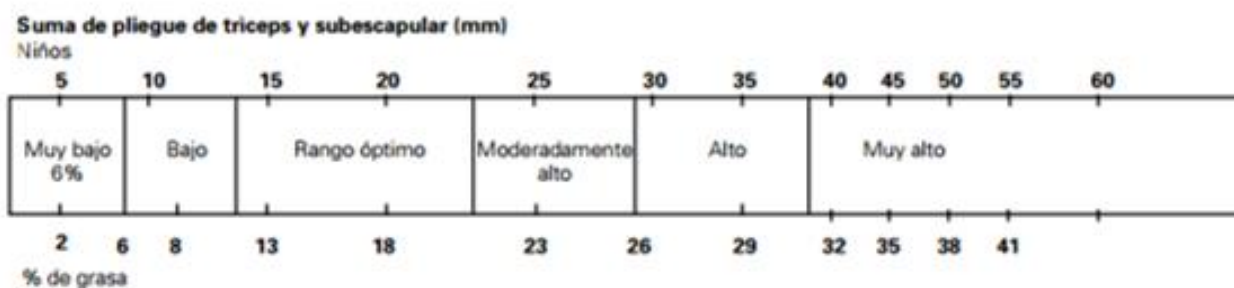 Suma de pliegue de triceps y subescapular (mm)
Niños
5 10 15 20 25 30 35 40 45 50 55 60
Muy bajo Bajo Rango óptimo Moderadamente Alto Muy alto
6% alto
2 6 8 13 18 23 26 29 32 35 38 41
% de grasa